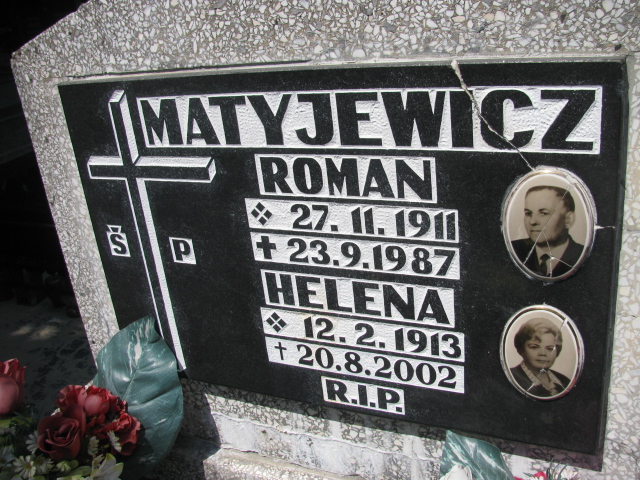 MATYJEWICZ
ROMAN
27. 11. 1911
Ś P
† 23.9.1987
HELENA
12. 2. 1913
† 20.8.2002
R.I.P.